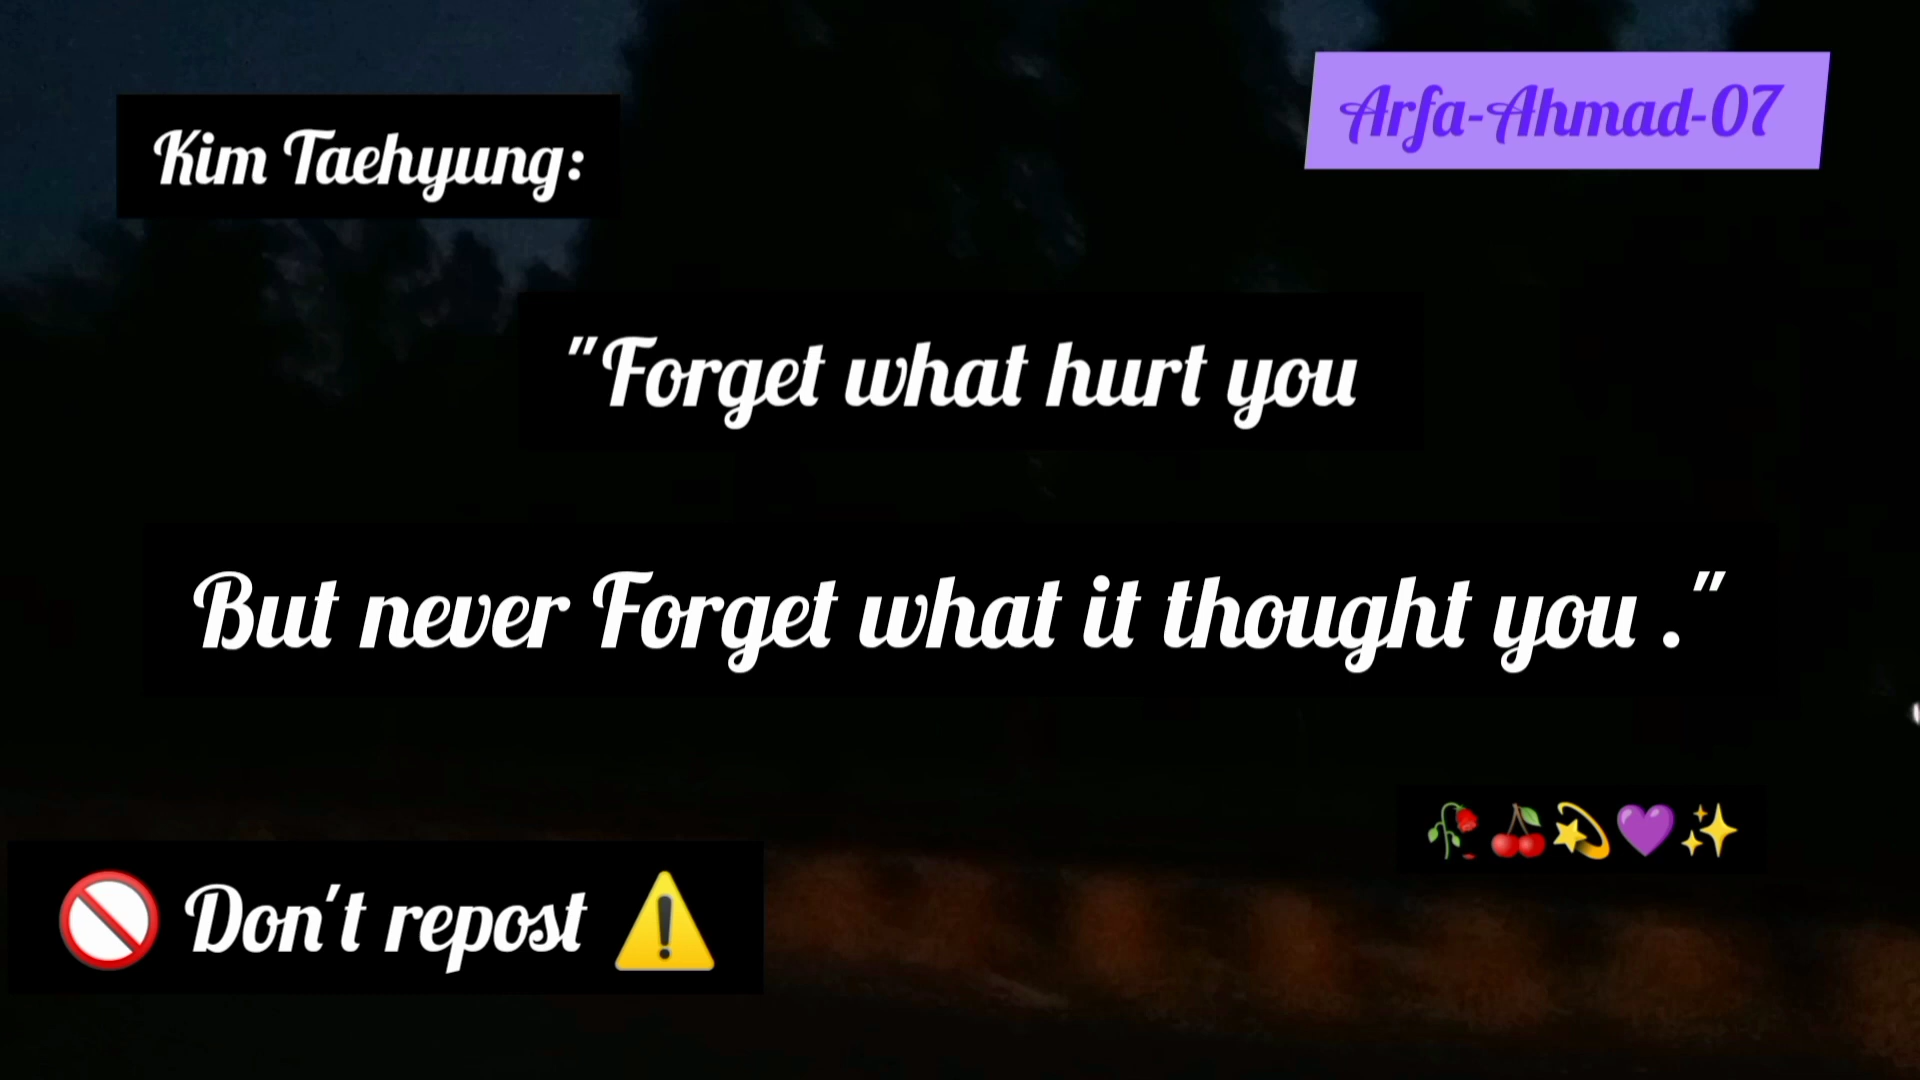 Kim Taehyung:
Arfa-Ahmad-07
"Forget what hurt you
But never Forget what it thought you ."
🥀🍒💫💜✨
🚫 Don't repost ⚠️